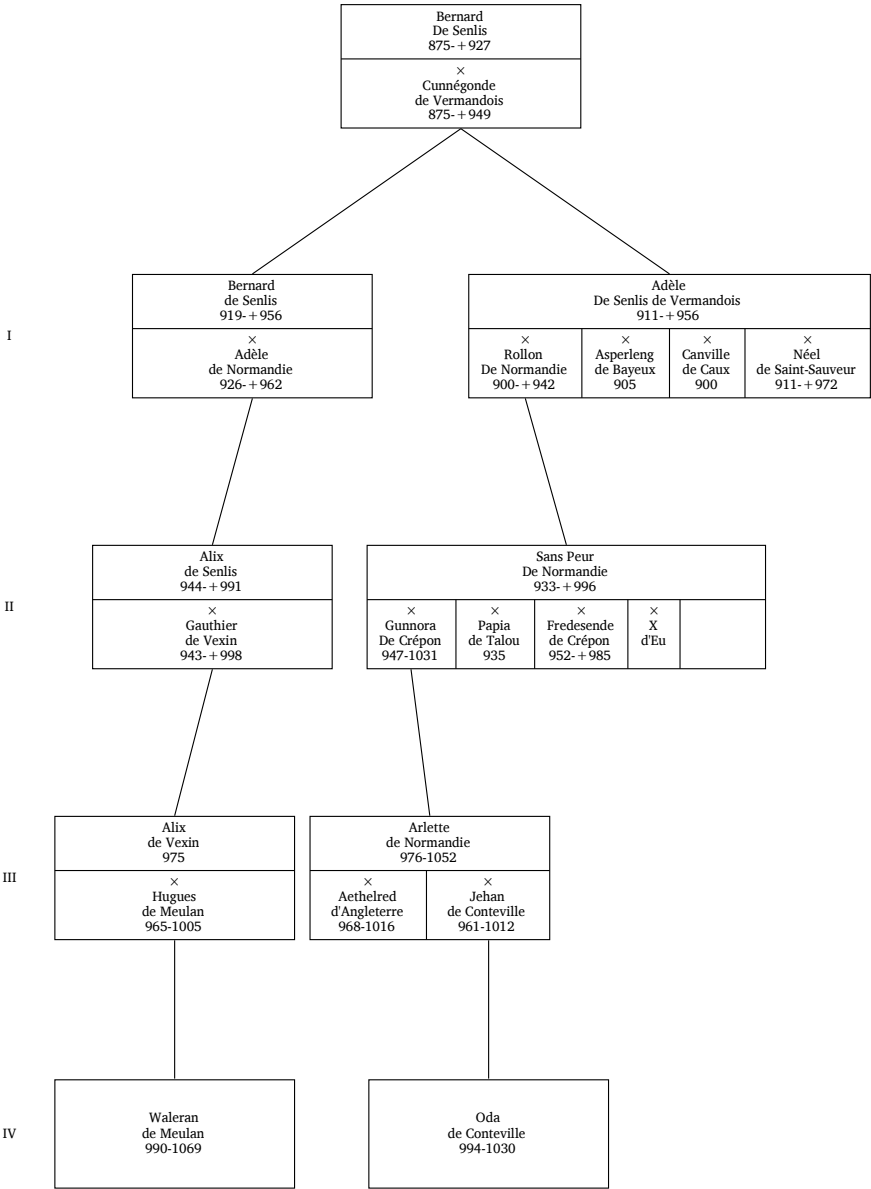 Bernard
De Senlis
875-+927
×
Cunnégonde
de Vermandois
875-+949
I
Bernard
de Senlis
919-+956
×
Adèle
de Normandie
926-+962
Adèle
De Senlis de Vermandois
911-+956
×
Rollon
De Normandie
900-+942
×
Asperleng
de Bayeux
905
×
Canville
de Caux
900
×
Néel
de Saint-Sauveur
911-+972
II
Alix
de Senlis
944-+991
×
Gauthier
de Vexin
943-+998
Sans Peur
De Normandie
933-+996
×
Gunnora
De Crépon
947-1031
×
Papia
de Talou
935
×
Fredesende
de Crépon
952-+985
×
X
d'Eu
III
Alix
de Vexin
975
×
Hugues
de Meulan
965-1005
Arlette
de Normandie
976-1052
×
Aethelred
d'Angleterre
968-1016
×
Jehan
de Conteville
961-1012
IV
Waleran
de Meulan
990-1069
Oda
de Conteville
994-1030